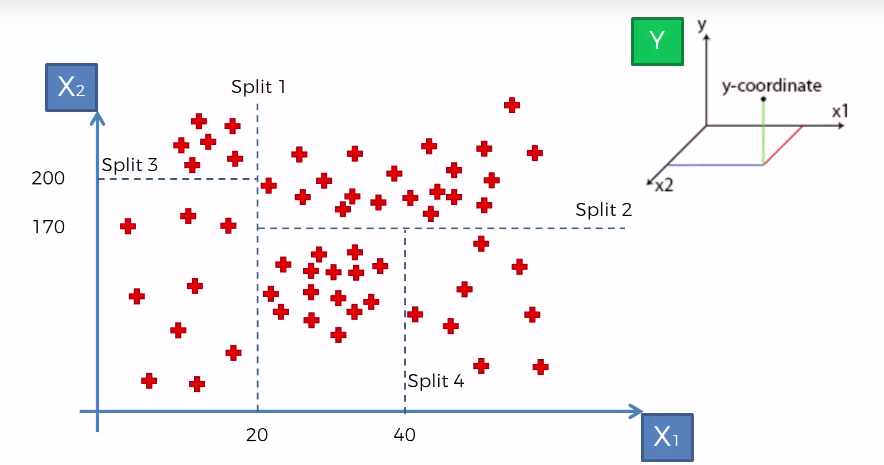 Y
y
y-coordinate
x1
x2
X2
Split 1
Split 3
200
170
Split 2
Split 4
20
40
X1